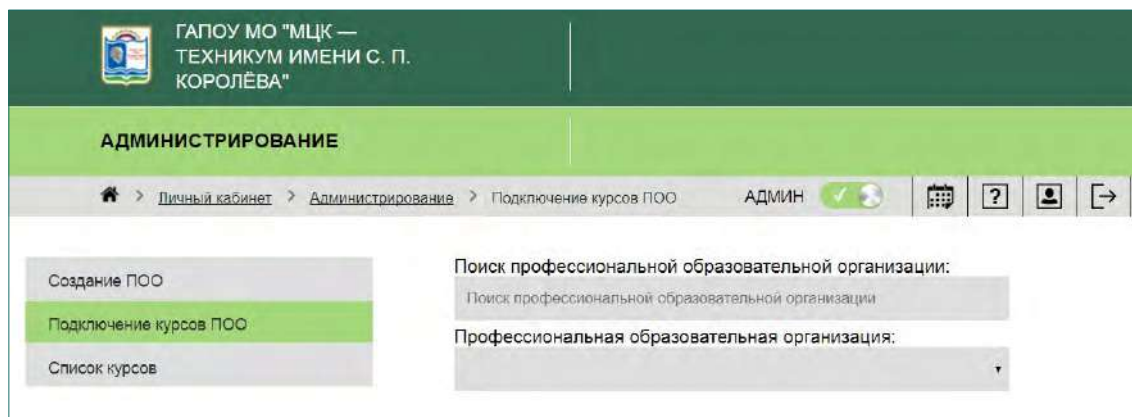 ГАПОУ МО "МЦК —
ТЕХНИКУМ ИМЕНИ С. П.
КОРОЛЁВА"
АДМИНИСТРИРОВАНИЕ
> Личный кабинет > Администрирование > Подключение курсов ПОО АДМИН ?
Создание ПОО
Подключение курсов ПОО
Список курсов
Поиск профессиональной образовательной организации:
Поиск профессиональной образовательной организации
Профессиональная образовательная организация: